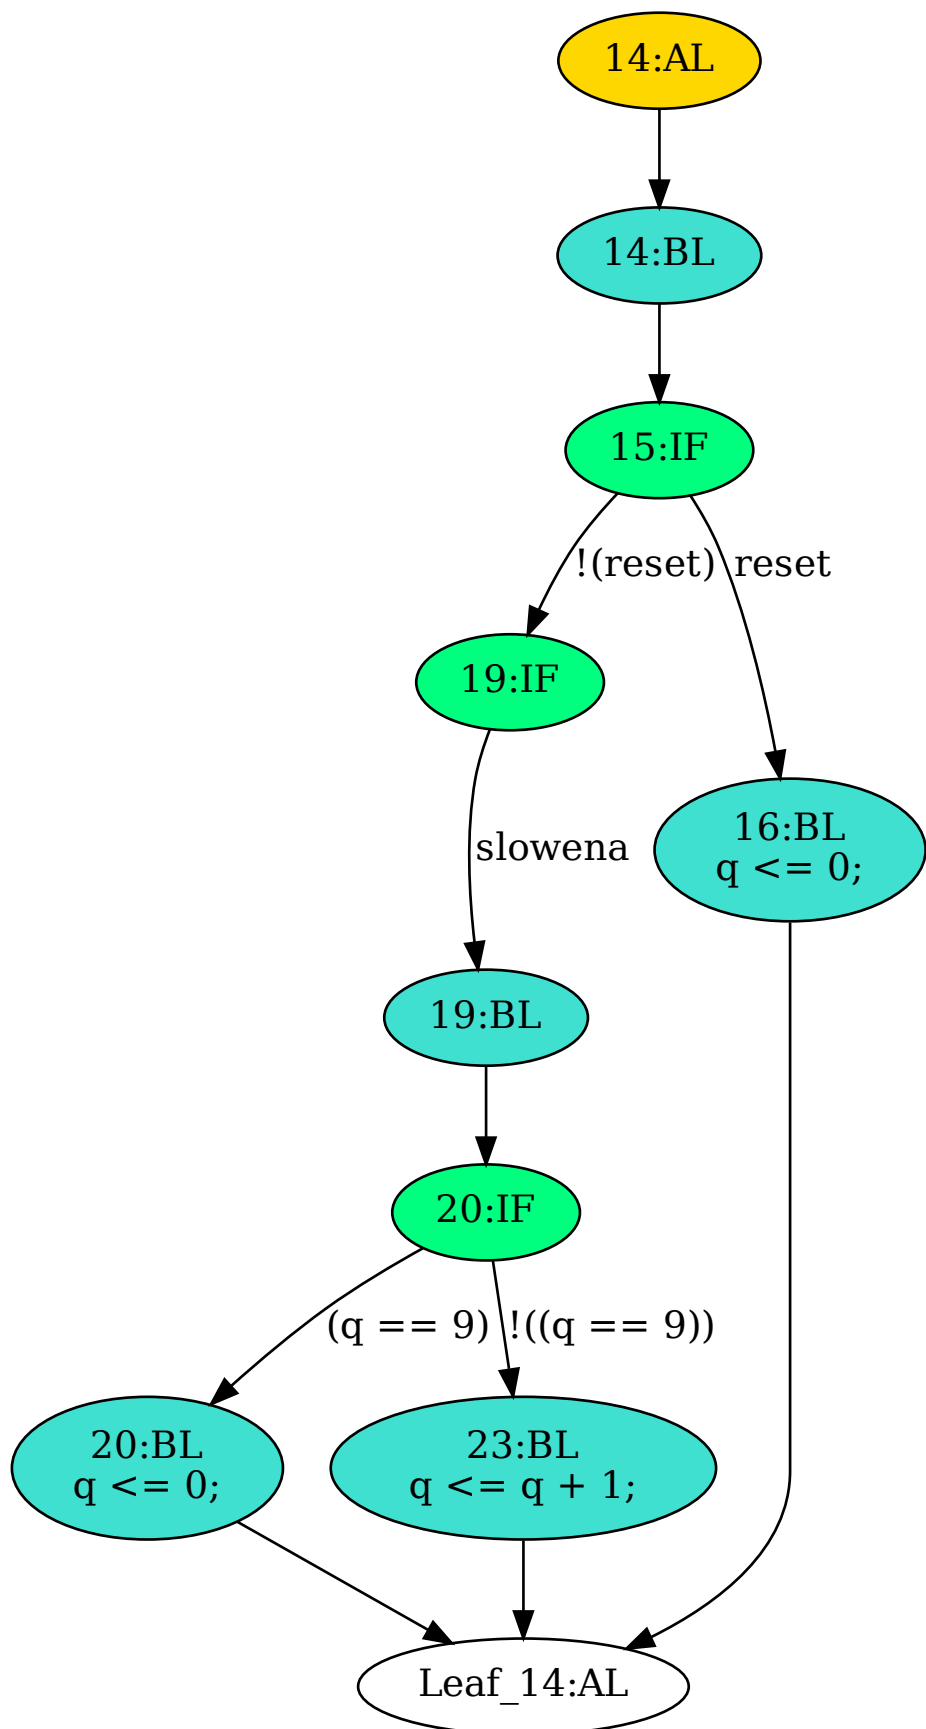 14:AL
14:BL
15:IF
!(reset)
reset
19:IF
slowena
16:BL
q <= 0;
19:BL
20:IF
(q == 9)
!((q == 9))
20:BL
q <= 0;
23:BL
q <= q + 1;
Leaf_14:AL